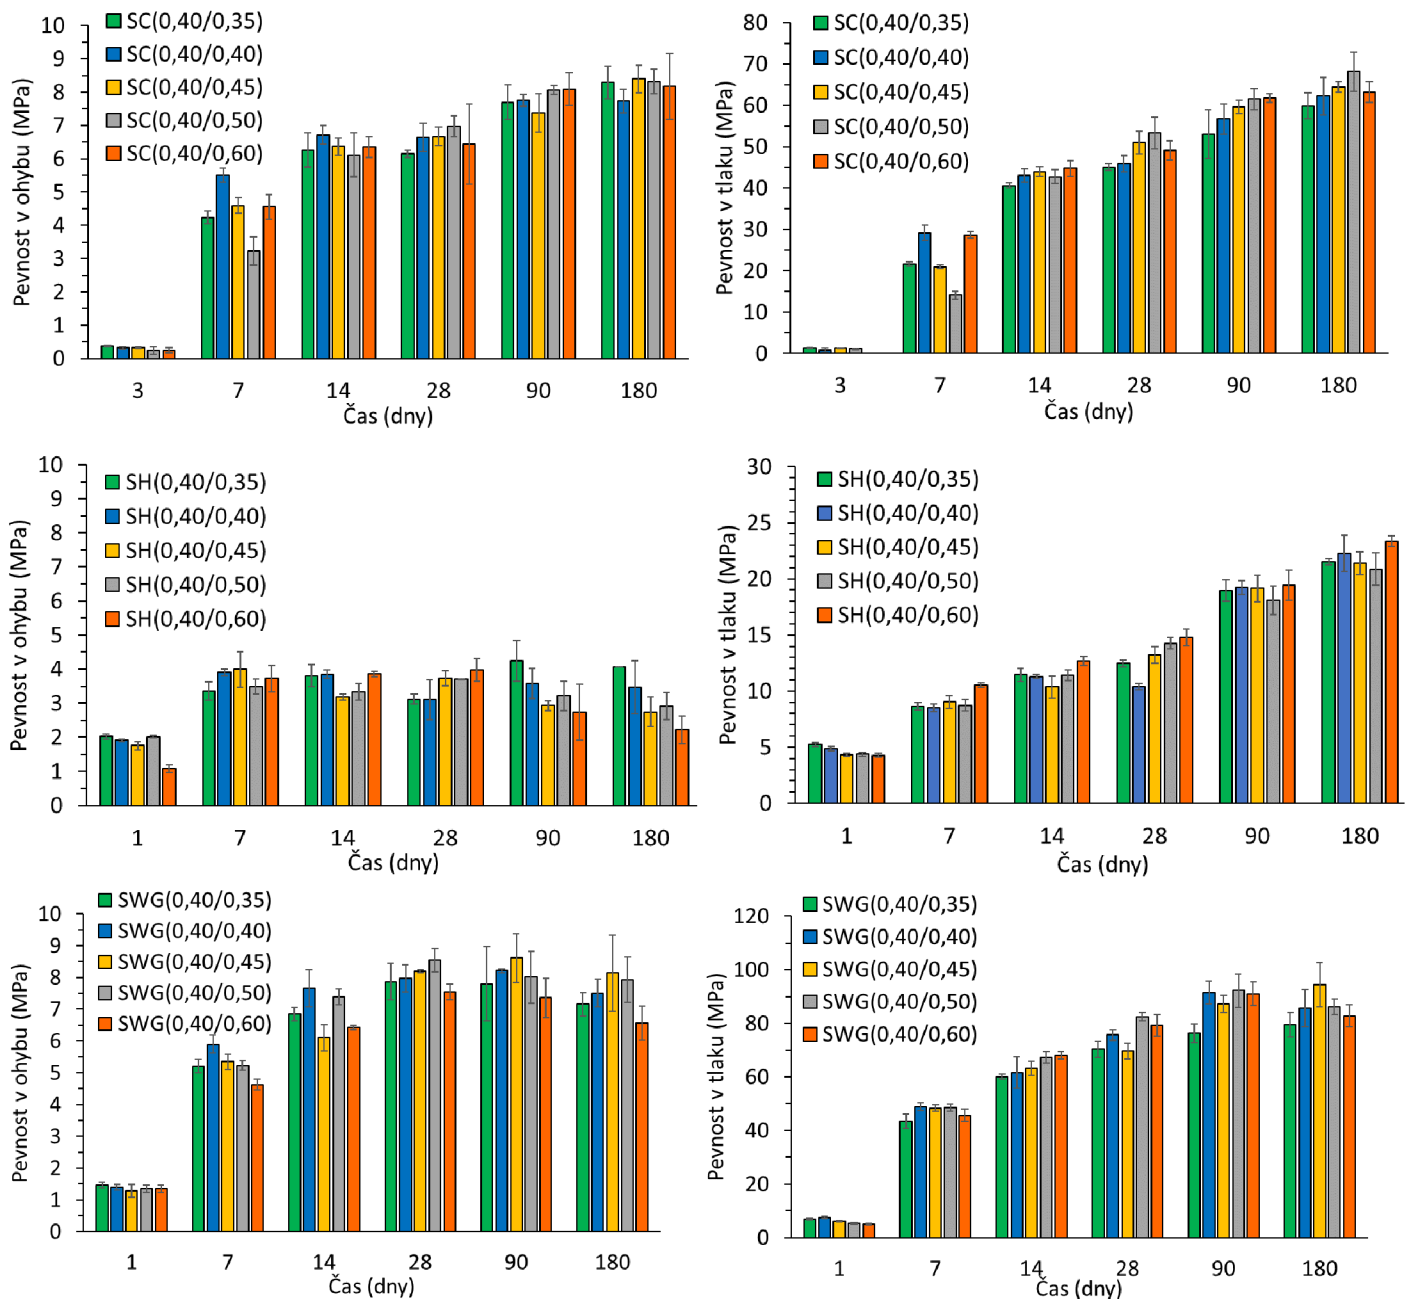 SC(0,40/0,35)
SC(0,40/0,40)
SC(0,40/0,45)
SC(0,40/0,50)
SC(0,40/0,60)
Pevnost v ohybu (MPa)
10
9
8
7
6
5
4
3
2
1
0
3 7 14 28 90 180
Čas (dny)
SC(0,40/0,35)
SC(0,40/0,40)
SC(0,40/0,45)
SC(0,40/0,50)
SC(0,40/0,60)
Pevnost v tlaku (MPa)
80
70
60
50
40
30
20
10
0
3 7 14 28 90 180
Čas (dny)
SH(0,40/0,35)
SH(0,40/0,40)
SH(0,40/0,45)
SH(0,40/0,50)
SH(0,40/0,60)
Pevnost v ohybu (MPa)
10
9
8
7
6
5
4
3
2
1
0
1 7 14 28 90 180
Čas (dny)
SH(0,40/0,35)
SH(0,40/0,40)
SH(0,40/0,45)
SH(0,40/0,50)
SH(0,40/0,60)
Pevnost v tlaku (MPa)
30
25
20
15
10
5
0
1 7 14 28 90 180
Čas (dny)
SWG(0,40/0,35)
SWG(0,40/0,40)
SWG(0,40/0,45)
SWG(0,40/0,50)
SWG(0,40/0,60)
Pevnost v ohybu (MPa)
10
9
8
7
6
5
4
3
2
1
0
1 7 14 28 90 180
Čas (dny)
SWG(0,40/0,35)
SWG(0,40/0,40)
SWG(0,40/0,45)
SWG(0,40/0,50)
SWG(0,40/0,60)
Pevnost v tlaku (MPa)
120
100
80
60
40
20
0
1 7 14 28 90 180
Čas (dny)